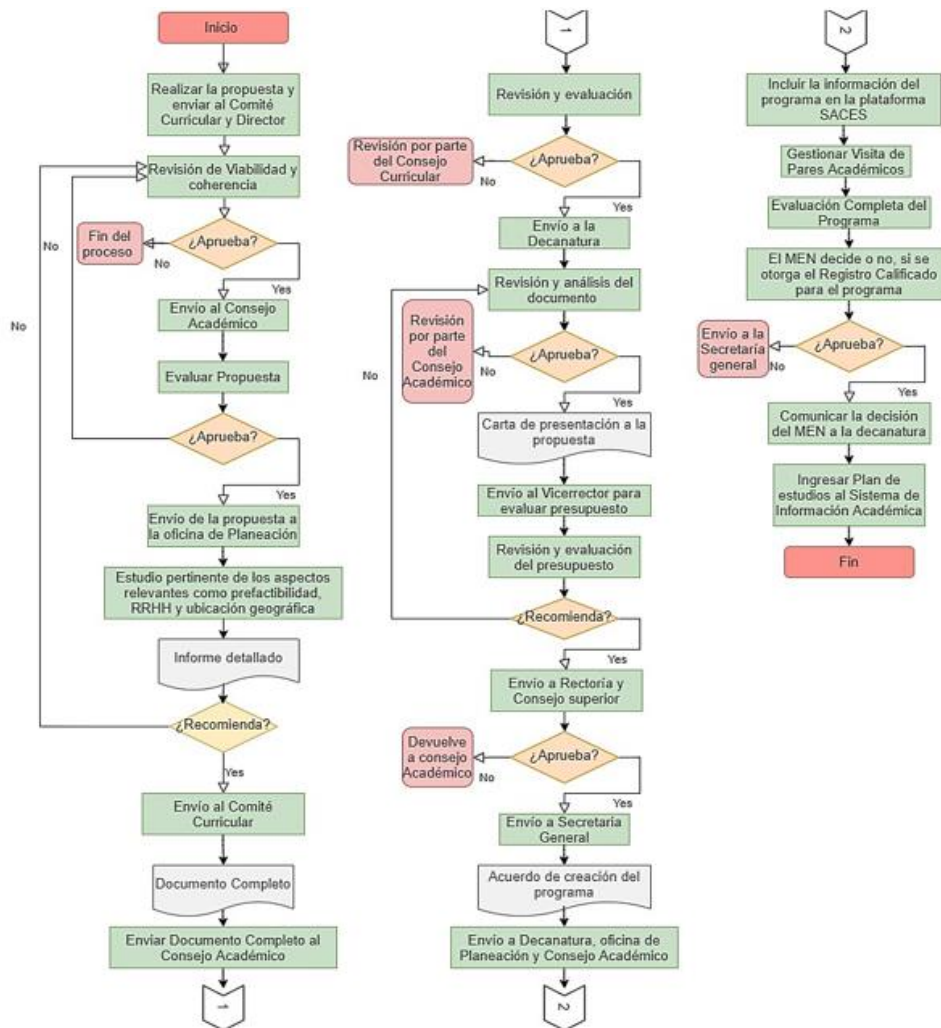 Inicio
Realizar la propuesta y
enviar al Comité
Curricular y Director
Revisión de Viabilidad y
coherencia
No
Fin del
proceso
No
¿Aprueba?
Yes
Envío al Consejo
Académico
No
Evaluar Propuesta
¿Aprueba?
Yes
Envío de la propuesta a
la oficina de Planeación
Estudio pertinente de los aspectos
relevantes como prefactibilidad,
RRHH y ubicación geográfica
Informe detallado
¿Recomienda?
Yes
Envío al Comité
Curricular
Documento Completo
Enviar Documento Completo al
Consejo Académico
1
1
Revisión y evaluación
Revisión por parte
del Consejo
Curricular
No
¿Aprueba?
Yes
Envío a la
Decanatura
Revisión y análisis del
documento
Revisión
por parte
del
Consejo
Académico
No
¿Aprueba?
No
Yes
Carta de presentación a la
propuesta
Envío al Vicerrector para
evaluar presupuesto
Revisión y evaluación
del presupuesto
¿Recomienda?
Yes
Envío a Rectoría y
Consejo superior
Devuelve
a consejo
Académico
No
¿Aprueba?
Yes
Envío a Secretaria
General
Acuerdo de creación del
programa
Envío a Decanatura, oficina de
Planeación y Consejo Académico
2
2
Incluir la información del
programa en la plataforma
SACES
Gestionar Visita de
Pares Académicos
Evaluación Completa del
Programa
El MEN decide o no, si se
otorga el Registro Calificado
para el programa
Envío a la
Secretaría
general
No
¿Aprueba?
Yes
Comunicar la decisión
del MEN a la decanatura
Ingresar Plan de
estudios al Sistema de
Información Académica
Fin